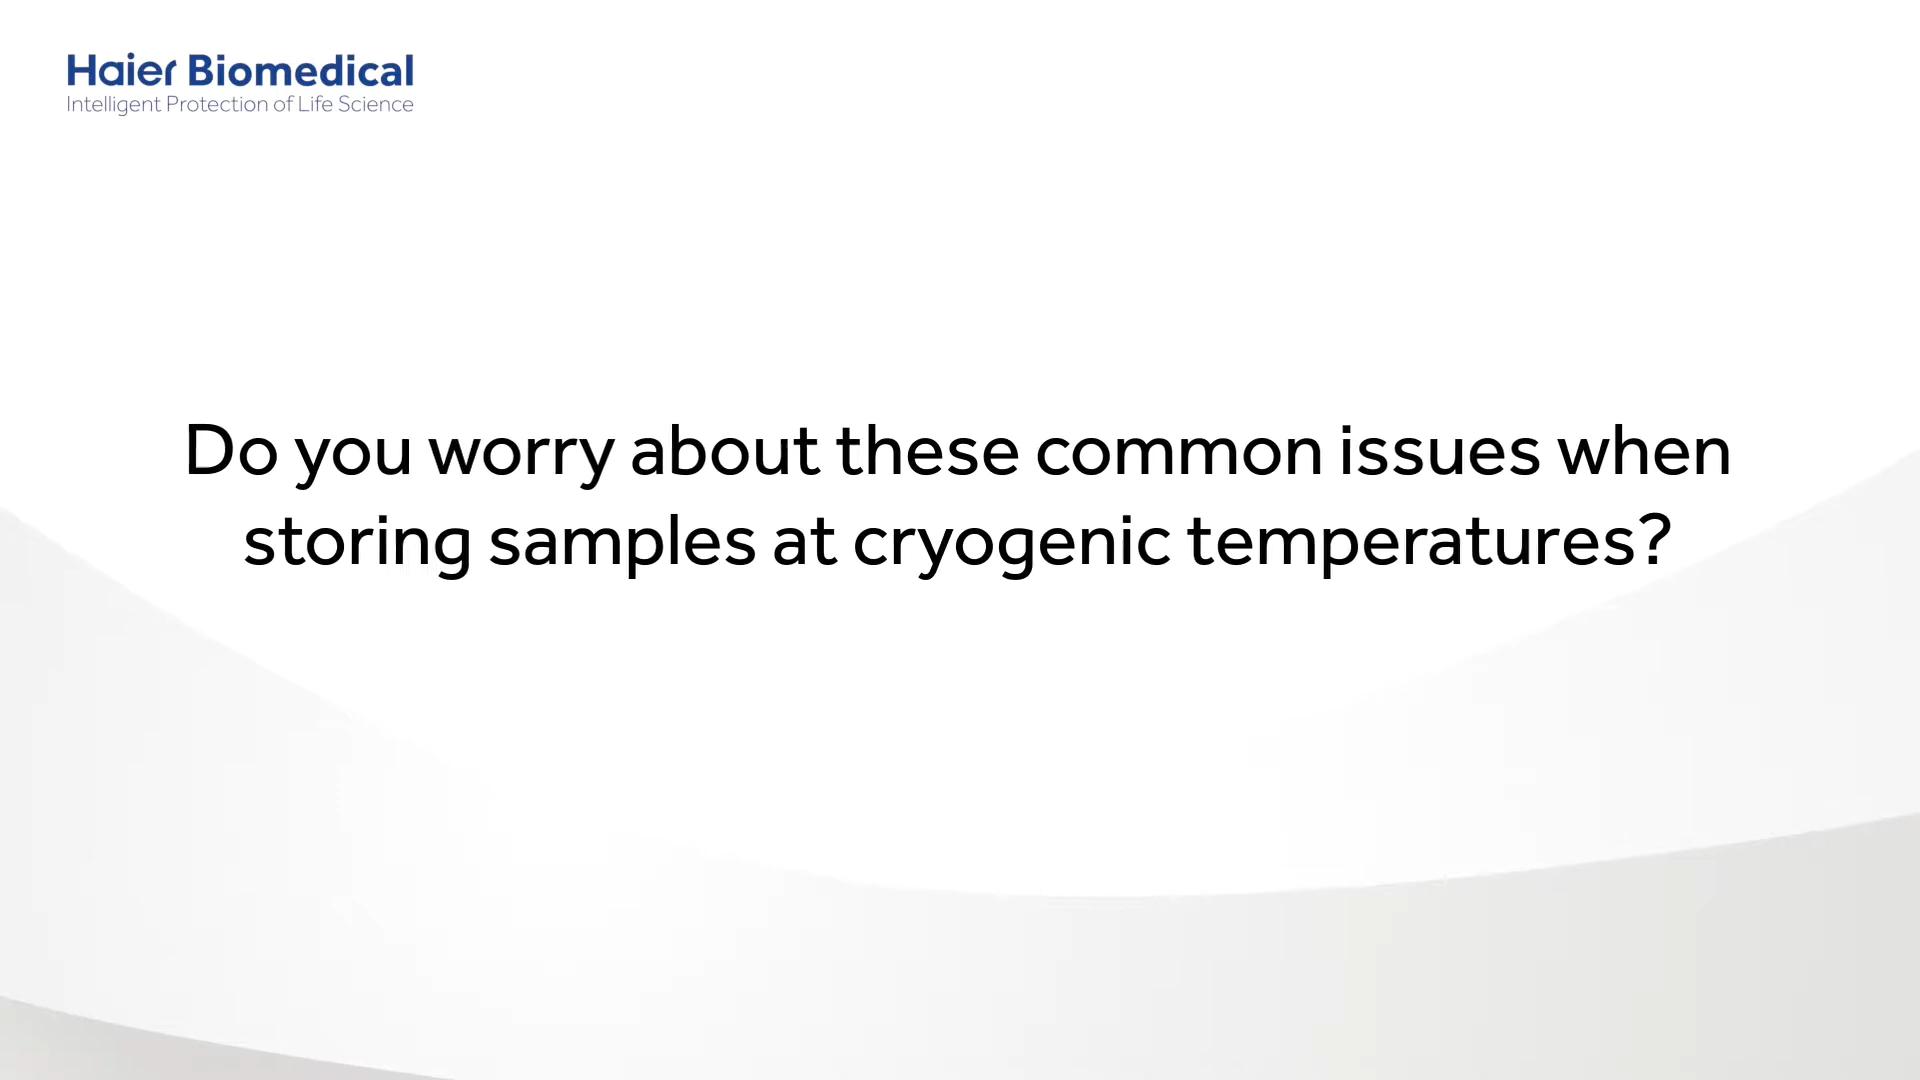 Haier Biomedical
Intelligent Protection of Life Science
Do you worry about these common issues when
storing samples at cryogenic temperatures?